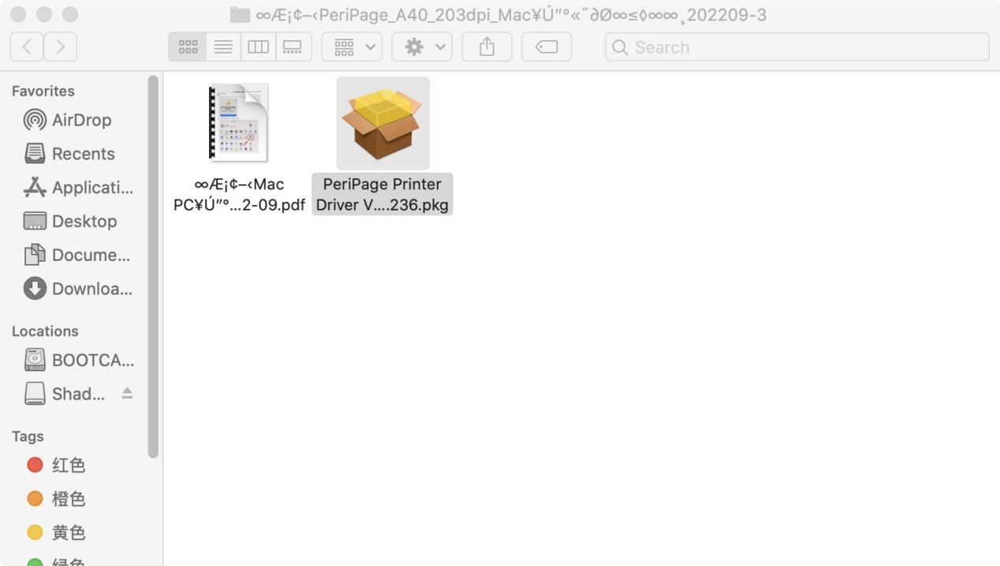 ∞Æ¡¢–‹PeriPage_A40_203dpi_Mac¥Ú″°«˝∂Ø∞≤◊∞∞¸202209-3
Search
Favorites
AirDrop
Recents
Applicati...
Desktop
Docume...
Downloa...
Locations
BOOTCA...
Shad...
Tags
红色
橙色
黄色
绿色
∞Æ¡¢–‹Mac
PC¥Ú″°...2-09.pdf
PeriPage Printer
Driver V....236.pkg